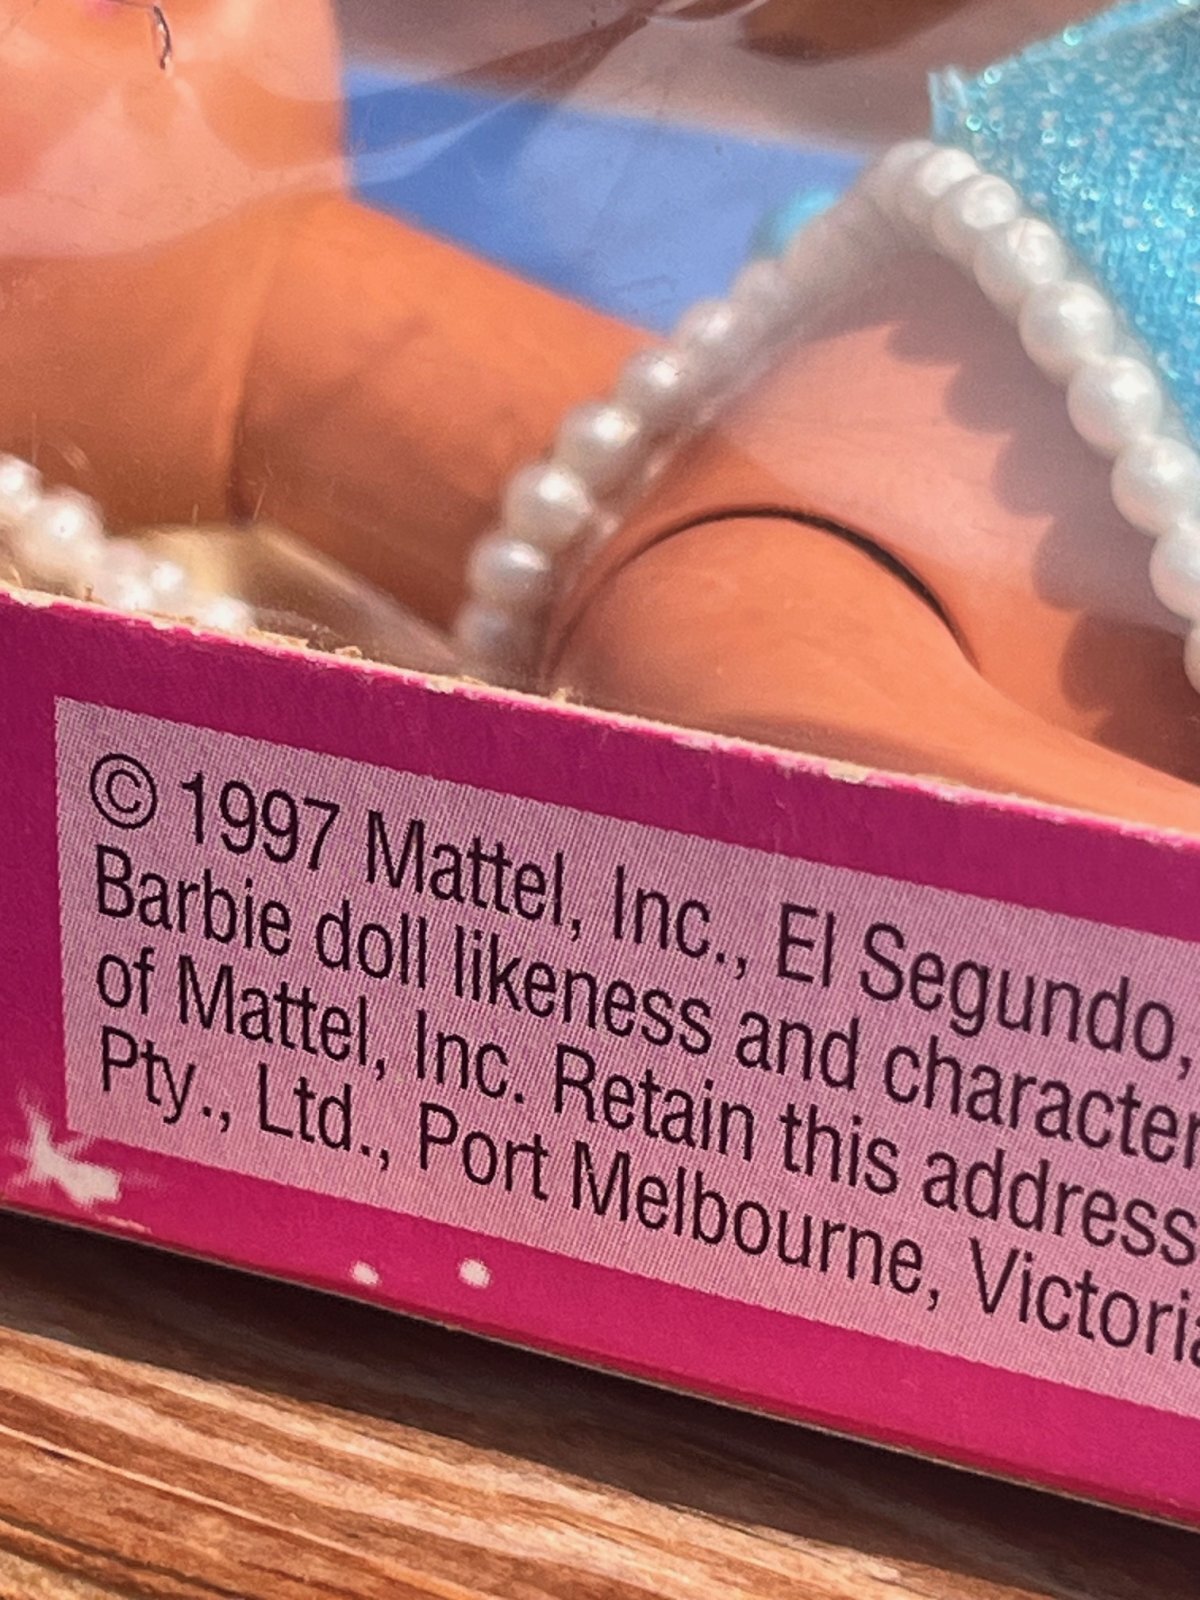 © 1997 Mattel, Inc., El Segundo,
Barbie doll likeness and character
of Mattel, Inc. Retain this address
Pty., Ltd., Port Melbourne, Victoria